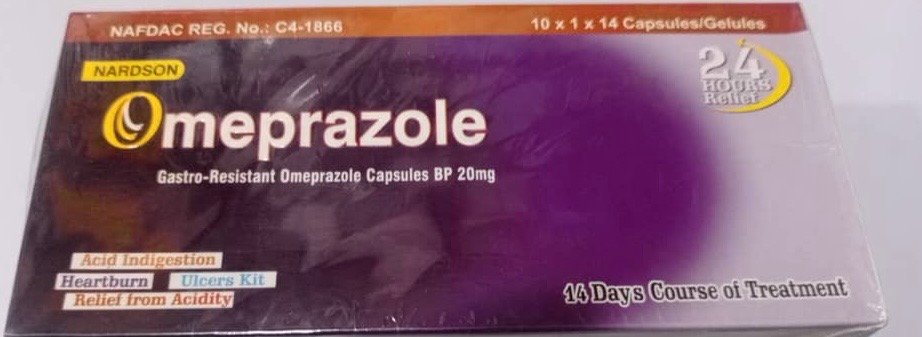 NAFDAC REG. No.: C4-1866
10 x 1 x 14 Capsules/Gelules
NARDSON
24
HOURS
Relief
Omeprazole
Gastro-Resistant Omeprazole Capsules BP 20mg
Acid Indigestion
Heartburn Ulcers Kit
Relief from Acidity
14 Days Course of Treatment